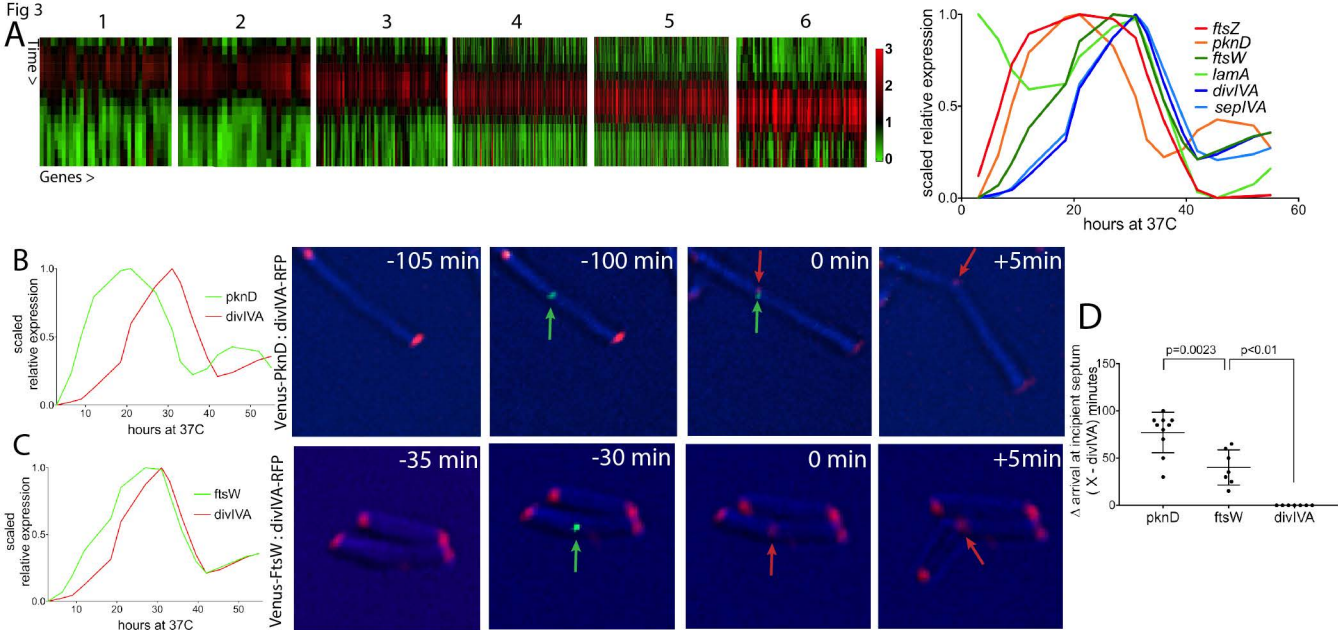 Fig 3
A
1 2 3 4 5 6
Time >
Genes >
3
2
1
0
scaled relative expression
1.0
0.5
1.0
0 20 40 60
hours at 37C
ftsZ
pknD
ftsW
lamA
divIVA
sepIVA
B
scaled
relative expression
1.0
0.5
0.0
10 20 30 40 50
hours at 37C
pknD
divIVA
Venus-PknD : divIVA-RFP
-105 min
-100 min
0 min
+5min
C
scaled
relative expression
1.0
0.5
0.0
10 20 30 40 50
hours at 37C
ftsW
divIVA
Venus-FtsW : divIVA-RFP
-35 min
-30 min
0 min
+5min
D
Δ arrival at incipient septum
( X - divIVA) minutes
150
100
50
0
p=0.0023
p<0.01
pknD ftsW divIVA